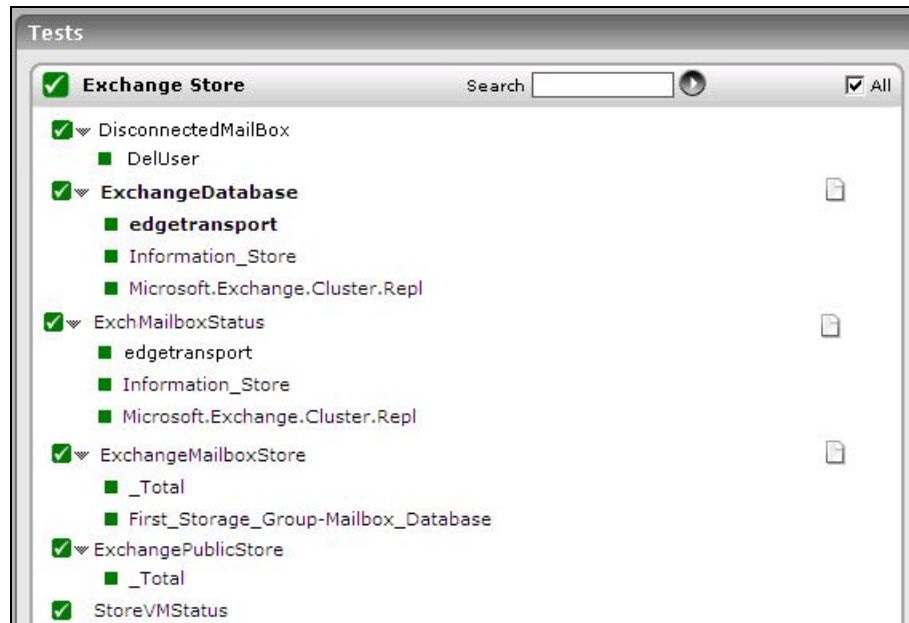 Tests
Exchange Store Search All
DisconnectedMailBox
DelUser
ExchangeDatabase
edgetransport
Information_Store
Microsoft.Exchange.Cluster.Repl
ExchMailboxStatus
edgetransport
Information_Store
Microsoft.Exchange.Cluster.Repl
ExchangeMailboxStore
_Total
First_Storage_Group-Mailbox_Database
ExchangePublicStore
_Total
StoreVMStatus